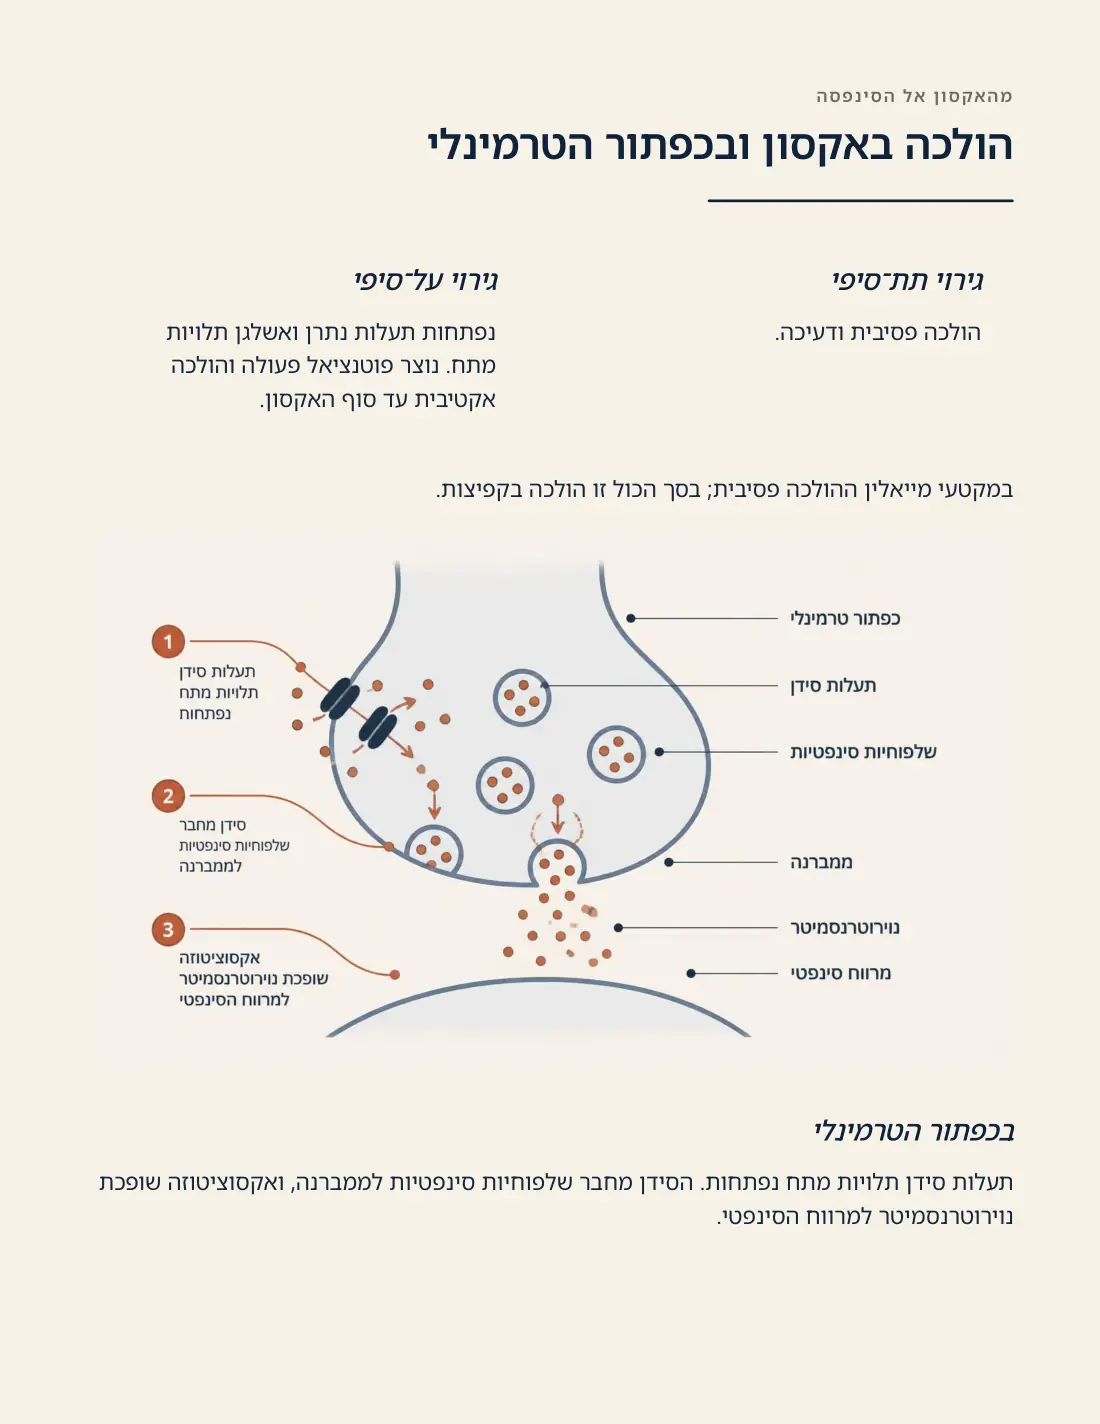 מהאקסון אל הסינפסה
הולכה באקסון ובכפתור הטרמינלי
גירוי תת־סיפי
הולכה פסיבית ודעיכה.
גירוי על־סיפי
נפתחות תעלות נתרן ואשלגן תלויות
מתח. נוצר פוטנציאל פעולה והולכה
אקטיבית עד סוף האקסון.
במקטעי מייאלין ההולכה פסיבית; בסך הכול זו הולכה בקפיצות.
כפתור טרמינלי
תעלות סידן
שלפוחיות סינפטיות
ממברנה
נוירוטרנסמיטר
מרווח סינפטי
1
תעלות סידן
תלויות מתח
נפתחות
2
סידן מחבר
שלפוחיות סינפטיות
לממברנה
3
אקסוציטוזה
שופכת נוירוטרנסמיטר
למרווח הסינפטי
בכפתור הטרמינלי
תעלות סידן תלויות מתח נפתחות. הסידן מחבר שלפוחיות סינפטיות לממברנה, ואקסוציטוזה שופכת
נוירוטרנסמיטר למרווח הסינפטי.